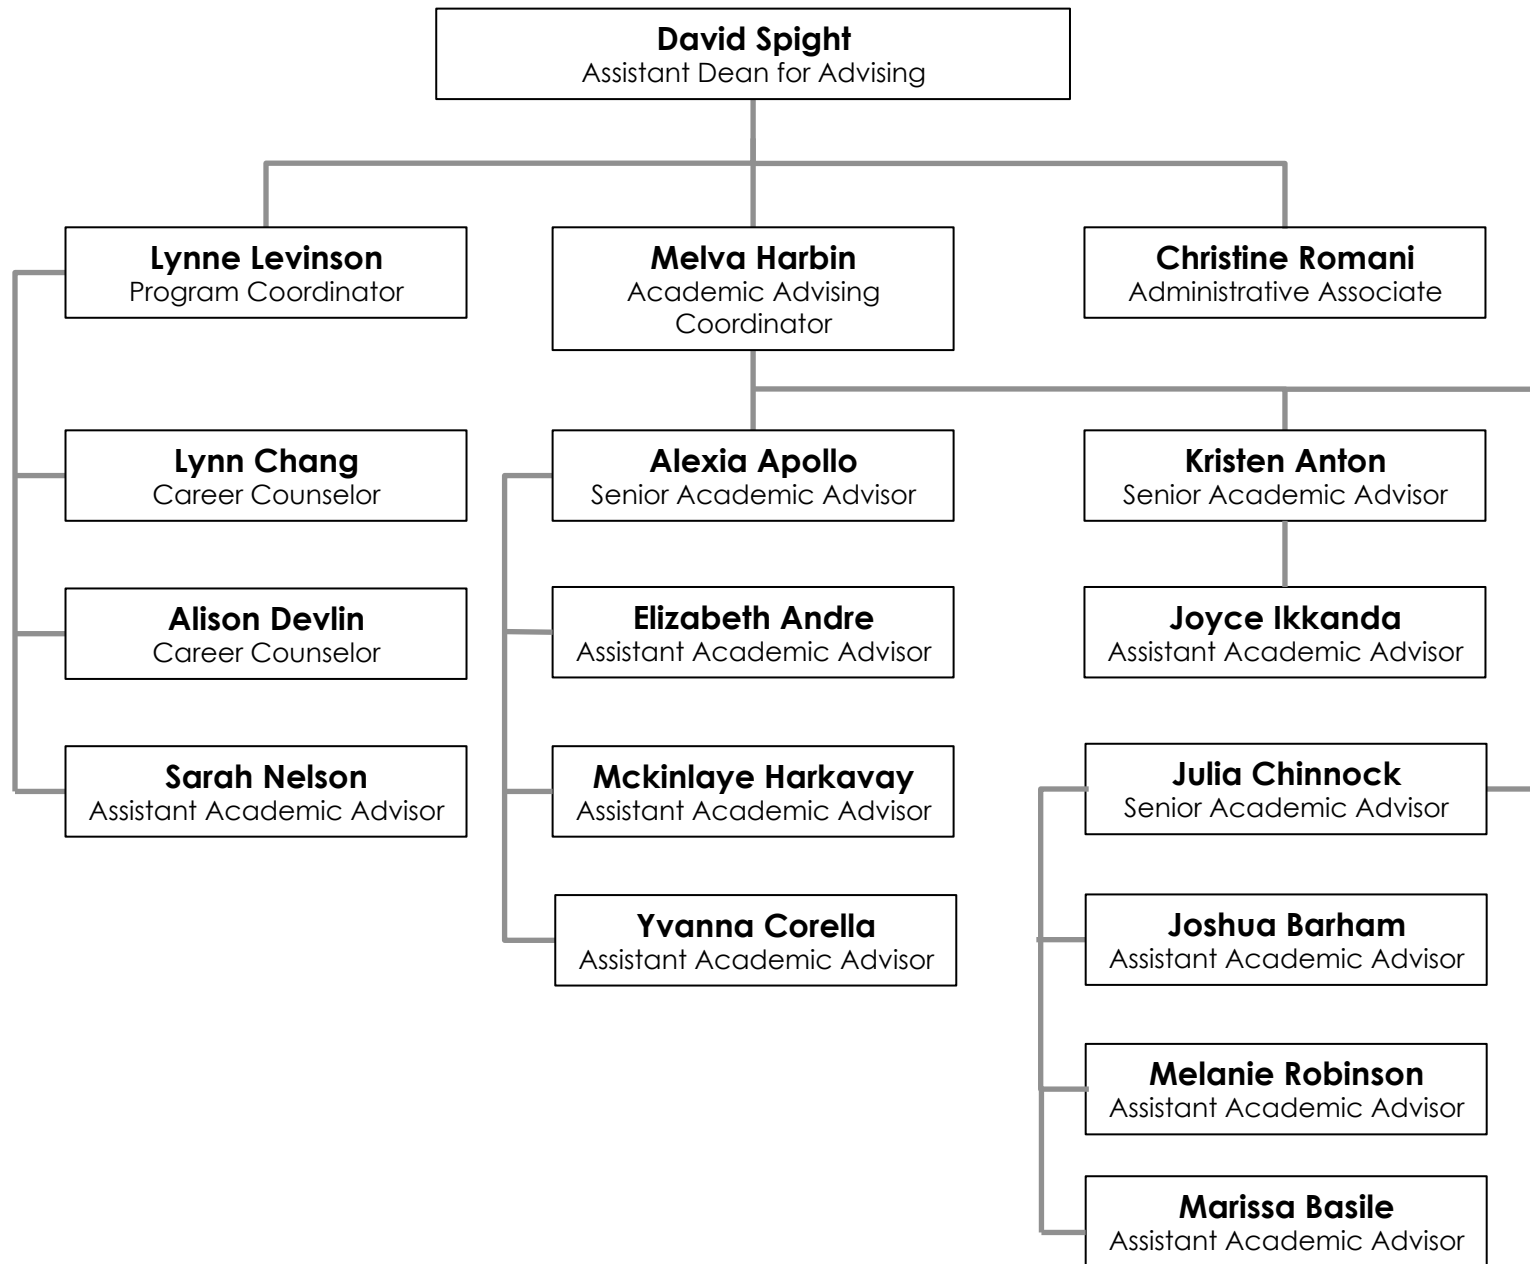 David Spight
Assistant Dean for Advising
Lynne Levinson
Program Coordinator
Melva Harbin
Academic Advising
Coordinator
Christine Romani
Administrative Associate
Lynn Chang
Career Counselor
Alexia Apollo
Senior Academic Advisor
Kristen Anton
Senior Academic Advisor
Alison Devlin
Career Counselor
Elizabeth Andre
Assistant Academic Advisor
Joyce Ikkanda
Assistant Academic Advisor
Sarah Nelson
Assistant Academic Advisor
Mckinlaye Harkavay
Assistant Academic Advisor
Julia Chinnock
Senior Academic Advisor
Yvanna Corella
Assistant Academic Advisor
Joshua Barham
Assistant Academic Advisor
Melanie Robinson
Assistant Academic Advisor
Marissa Basile
Assistant Academic Advisor